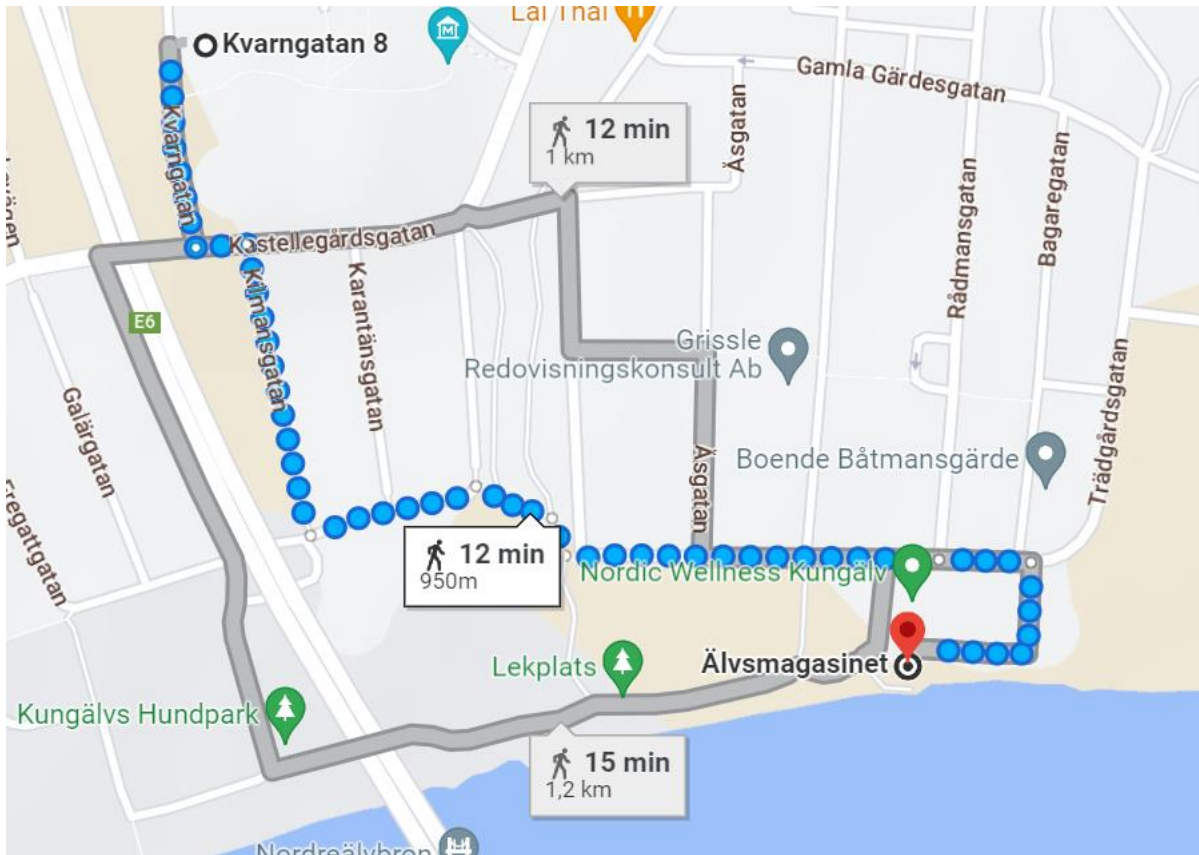 Lai Thai
Kvarngatan 8
Gamla Gärdesgatan
12 min
1 km
Åsgatan
Kvarngatan
Rådmansgatan
Bagaregatan
Kastellegårdsgatan
Kilmansgatan
Karantänsgatan
E6
Grissle
Redovisningskonsult Ab
Galärgatan
Trädgårdsgatan
Åsgatan
Boende Båtmansgärde
Fregattgatan
12 min
950m
Nordic Wellness Kungälv
Älvsmagasinet
Lekplats
Kungälvs Hundpark
15 min
1,2 km
Nordreälvbron